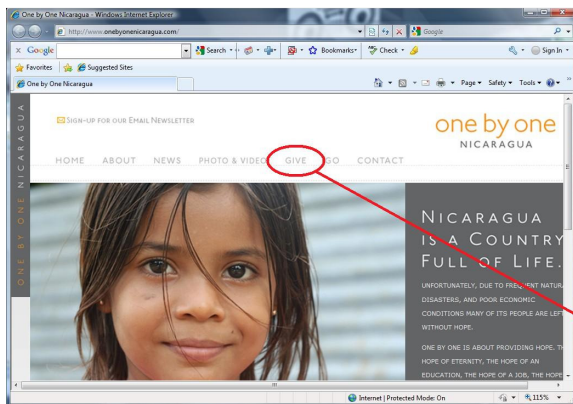 One by One Nicaragua - Windows Internet Explorer
http://www.onebyonenicaragua.com/
Google
x Google
Search
Bookmarks
Check
Sign In
Favorites
Suggested Sites
One by One Nicaragua
Page
Safety
Tools
ONE BY ONE NICARAGUA
SIGN-UP FOR OUR EMAIL NEWSLETTER
one by one
NICARAGUA
HOME ABOUT NEWS PHOTO & VIDEO GIVE GO CONTACT
NICARAGUA
IS A COUNTRY
FULL OF LIFE.
UNFORTUNATELY, DUE TO FREQUENT
DISASTERS, AND POOR ECONOMIC
CONDITIONS MANY OF ITS PEOPLE ARE
WITHOUT HOPE.
ONE BY ONE IS ABOUT PROVIDING HOPE.
HOPE OF ETERNITY, THE HOPE OF AN
EDUCATION, THE HOPE OF A JOB, THE HOPE
Internet | Protected Mode: On
115%